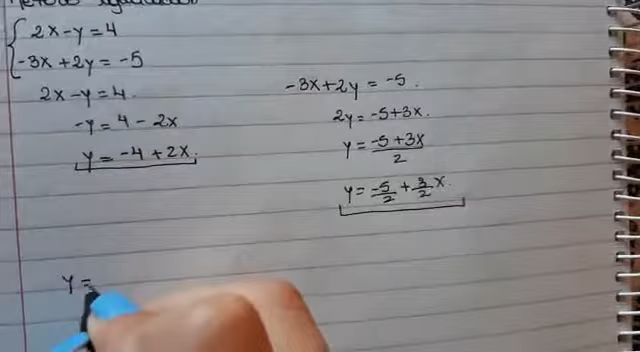 2x-y=4
-3x+2y=-5
2x-y=4.
-y=4-2x
y=-4+2x.
-3x+2y=-5.
2y=-5+3x.
y=-5+3x/2
y=-5/2+3/2x.
y=